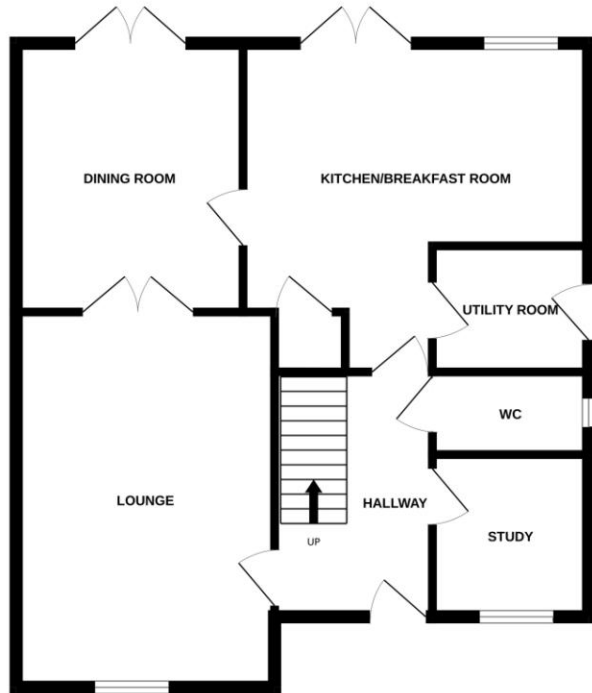 DINING ROOM
KITCHEN/BREAKFAST ROOM
UTILITY ROOM
WC
LOUNGE
HALLWAY
STUDY
UP